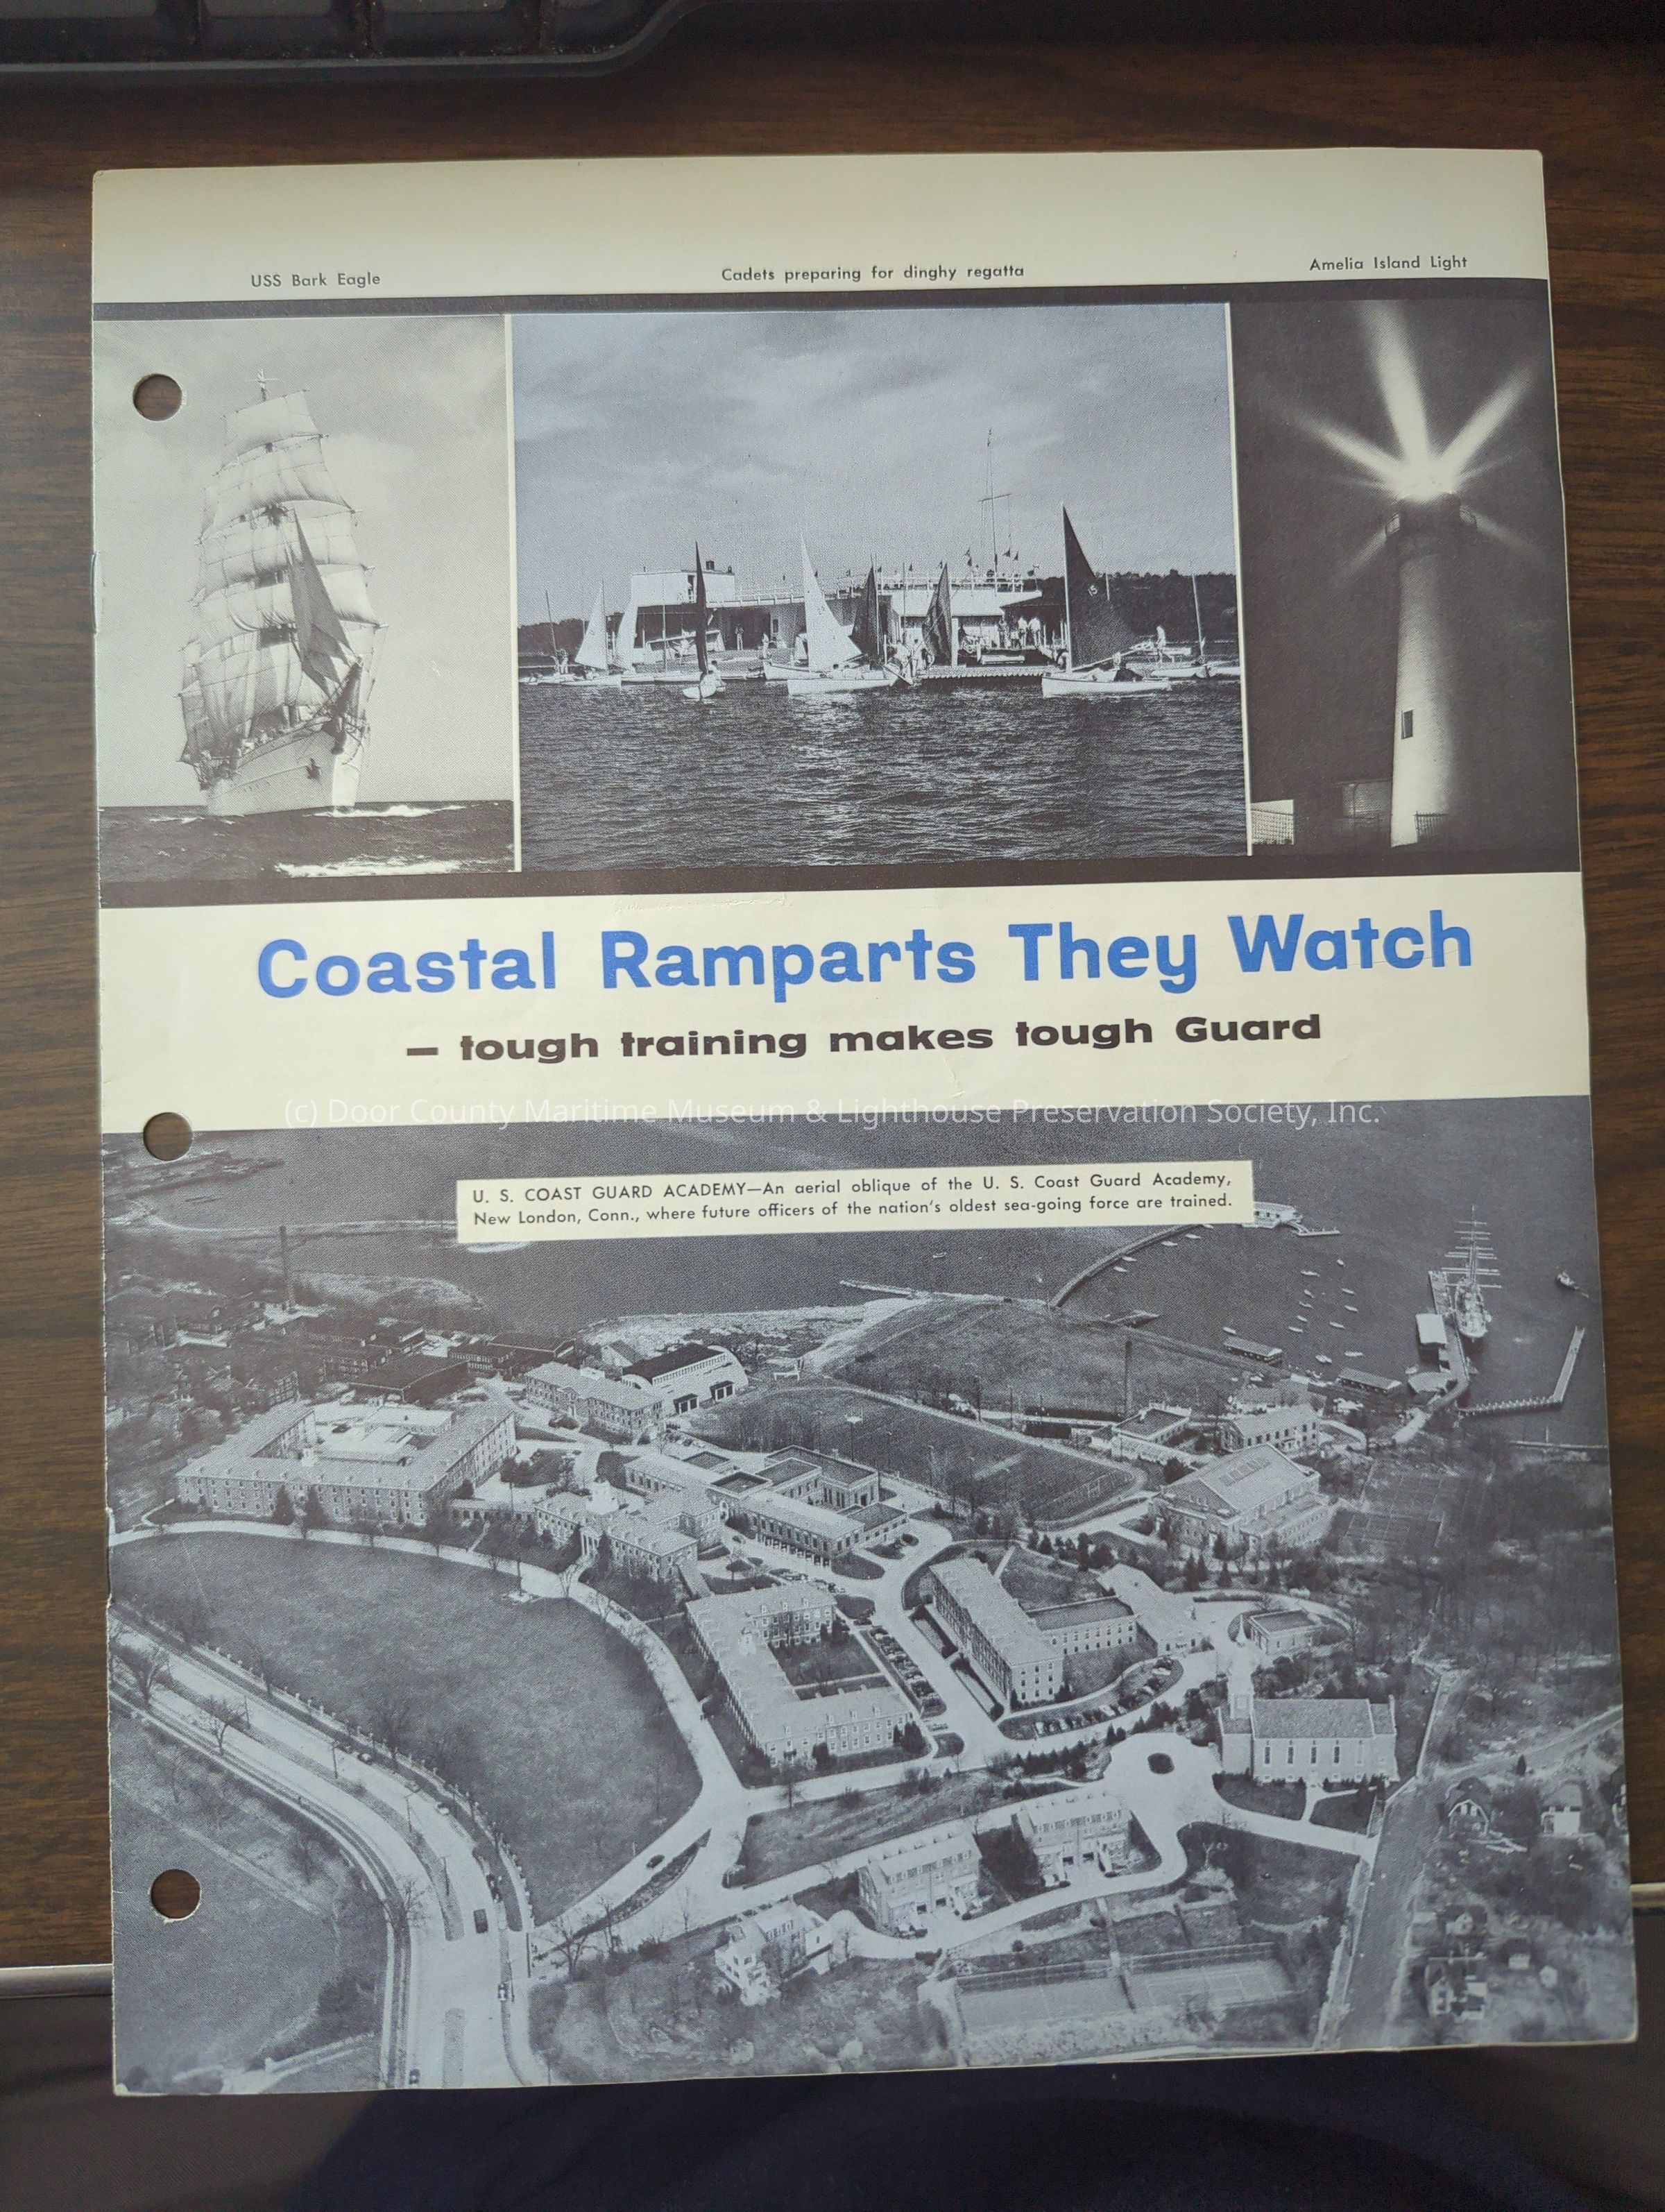 USS Bark Eagle
Cadets preparing for dinghy regatta
Amelia Island Light
15
Coastal Ramparts They Watch
— tough training makes tough Guard
(c) Door County Maritime Museum & Lighthouse Preservation Society, Inc.
U. S. COAST GUARD ACADEMY—An aerial oblique of the U. S. Coast Guard Academy,
New London, Conn., where future officers of the nation's oldest sea-going force are trained.